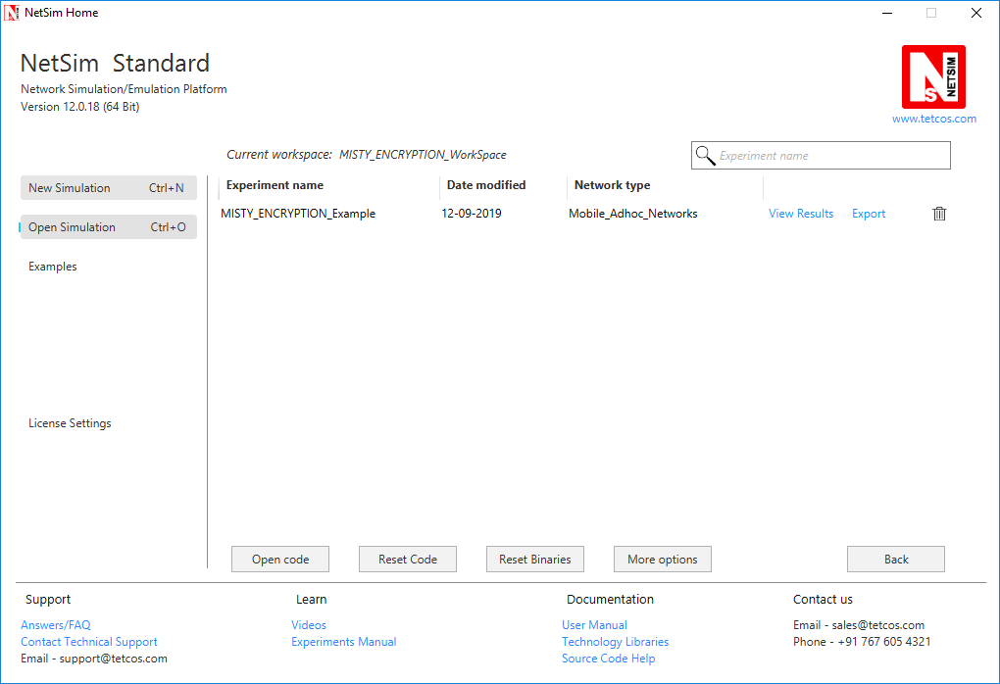 NetSim Home
NetSim Standard
Network Simulation/Emulation Platform
Version 12.0.18 (64 Bit)
NS NETSIM
www.tetcos.com
Current workspace: MISTY_ENCRYPTION_WorkSpace
Experiment name
New Simulation Ctrl+N
Open Simulation Ctrl+O
Examples
License Settings
Experiment name Date modified Network type
MISTY_ENCRYPTION_Example 12-09-2019 Mobile_Adhoc_Networks View Results Export
Open code Reset Code Reset Binaries More options Back
Support
Answers/FAQ
Contact Technical Support
Email - support@tetcos.com
Learn
Videos
Experiments Manual
Documentation
User Manual
Technology Libraries
Source Code Help
Contact us
Email - sales@tetcos.com
Phone - +91 767 605 4321